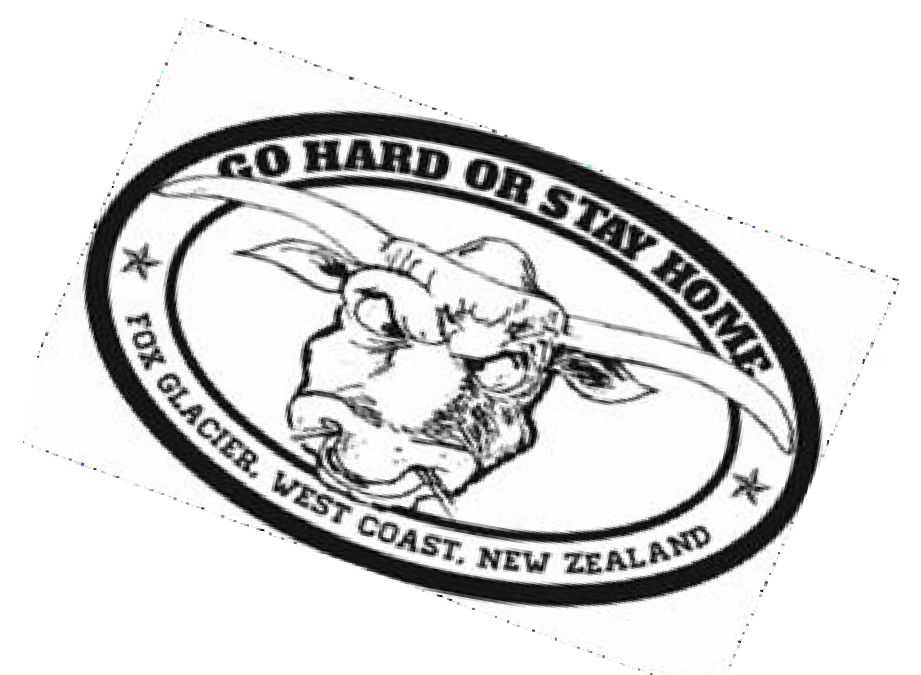 GO HARD OR STAY HOME
FOX GLACIER, WEST COAST, NEW ZEALAND